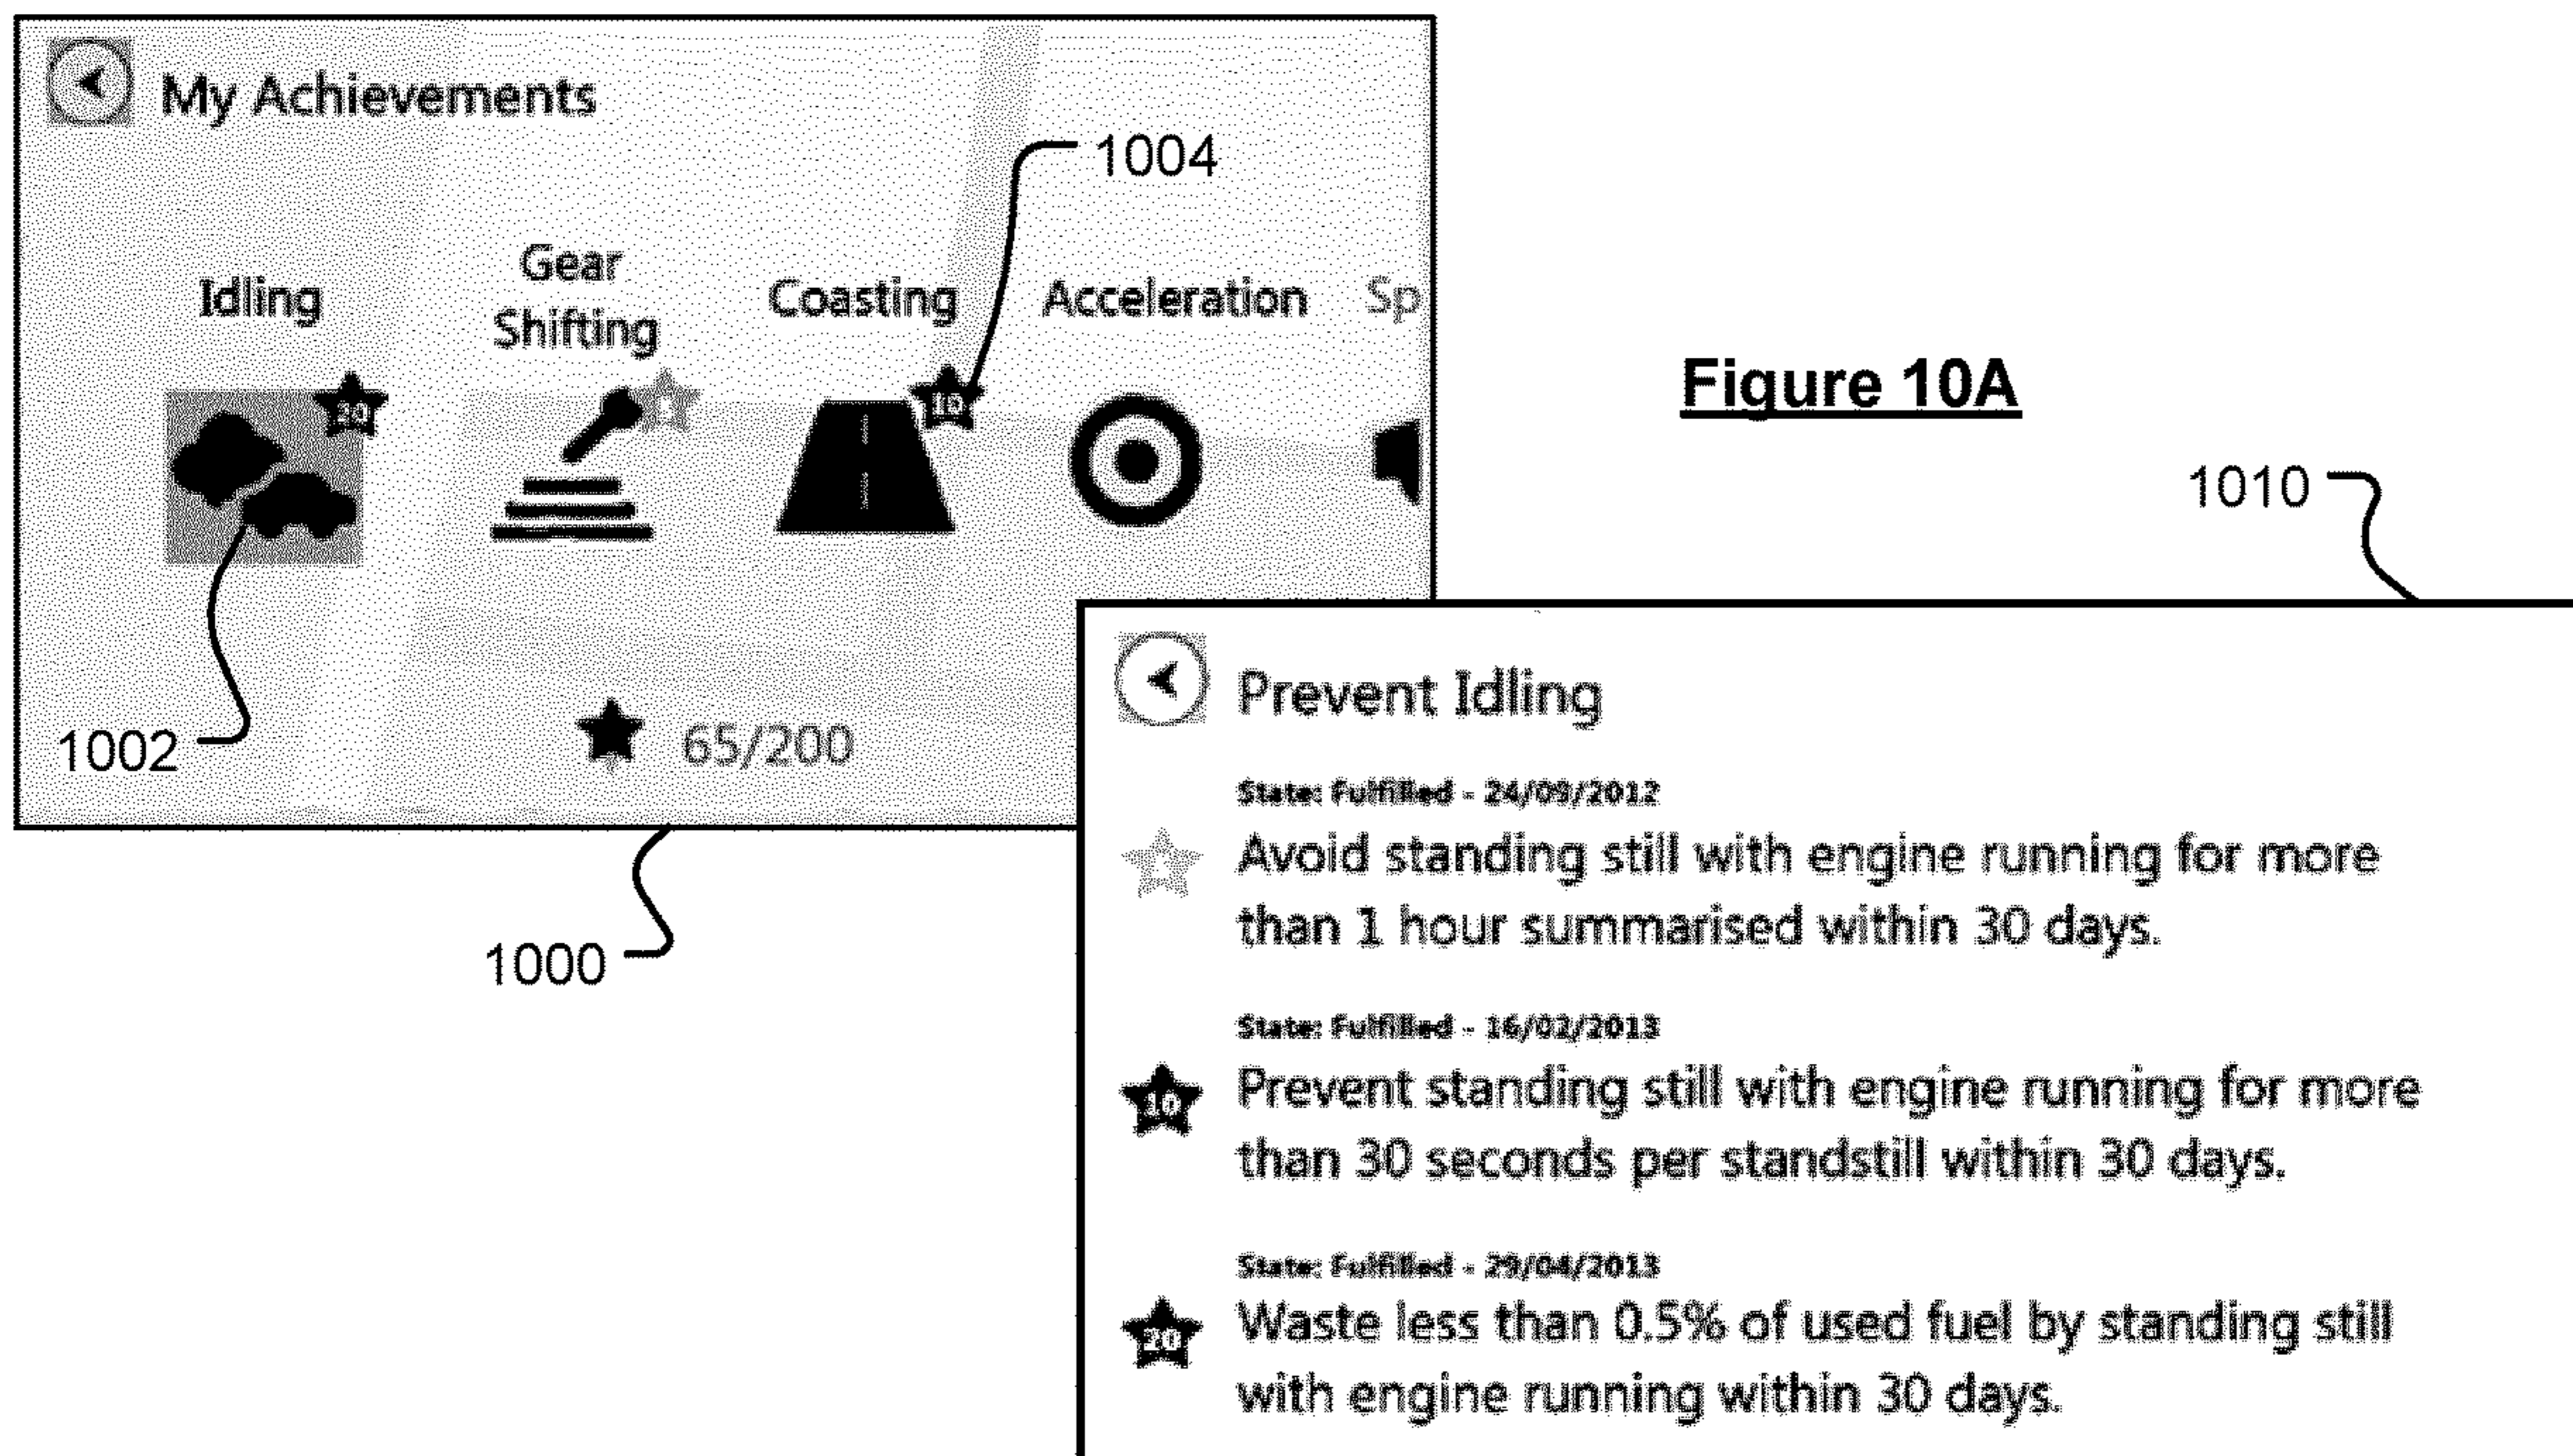 My Achievements
1004
Idling
Gear
Shifting
Coasting
Acceleration
Sp
10
65/200
1002
1000
Figure 10A
1010
Prevent Idling
State: Fulfilled - 24/09/2012
Avoid standing still with engine running for more
than 1 hour summarised within 30 days.
State: Fulfilled - 16/02/2013
10
Prevent standing still with engine running for more
than 30 seconds per standstill within 30 days.
State: Fulfilled - 29/04/2013
Waste less than 0.5% of used fuel by standing still
with engine running within 30 days.